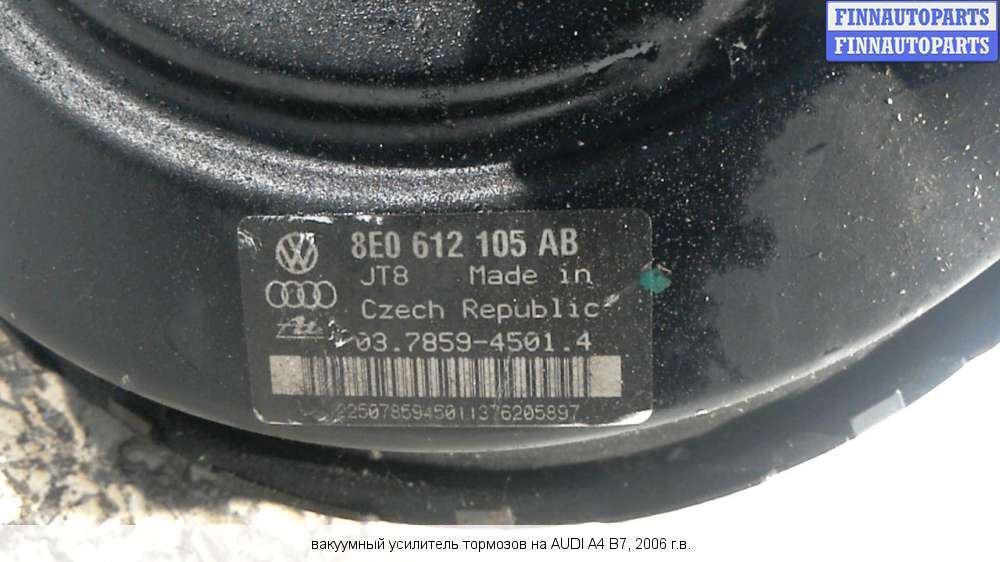 FINNAUTOPARTS
FINNAUTOPARTS
8E0 612 105 AB
JT8 Made in
Czech Republic
03.7859-4501.4
2250785945011376205897
вакуумный усилитель тормозов на AUDI A4 B7, 2006 г.в.